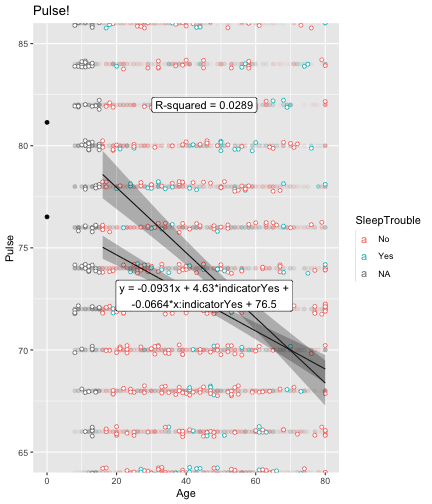 Pulse!
85
80
75
70
65
Pulse
R-squared = 0.0289
y = -0.0931x + 4.63*indicatorYes +
-0.0664*x:indicatorYes + 76.5
0
20
40
60
80
Age
SleepTrouble
a No
a Yes
a NA